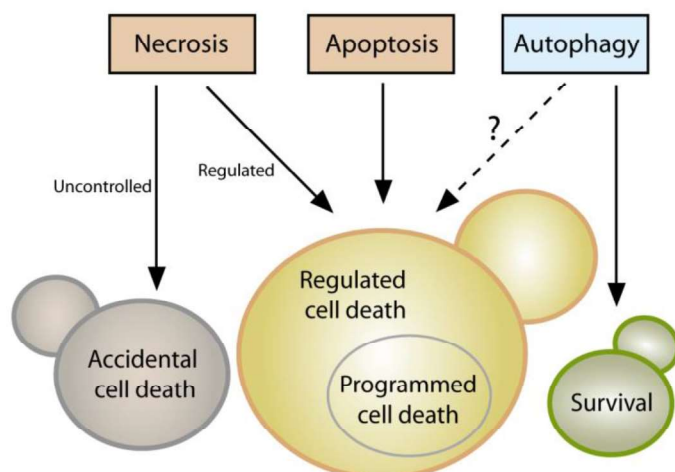 Necrosis
Apoptosis
Autophagy
?
Uncontrolled
Regulated
Regulated
cell death
Accidental
cell death
Programmed
cell death
Survival